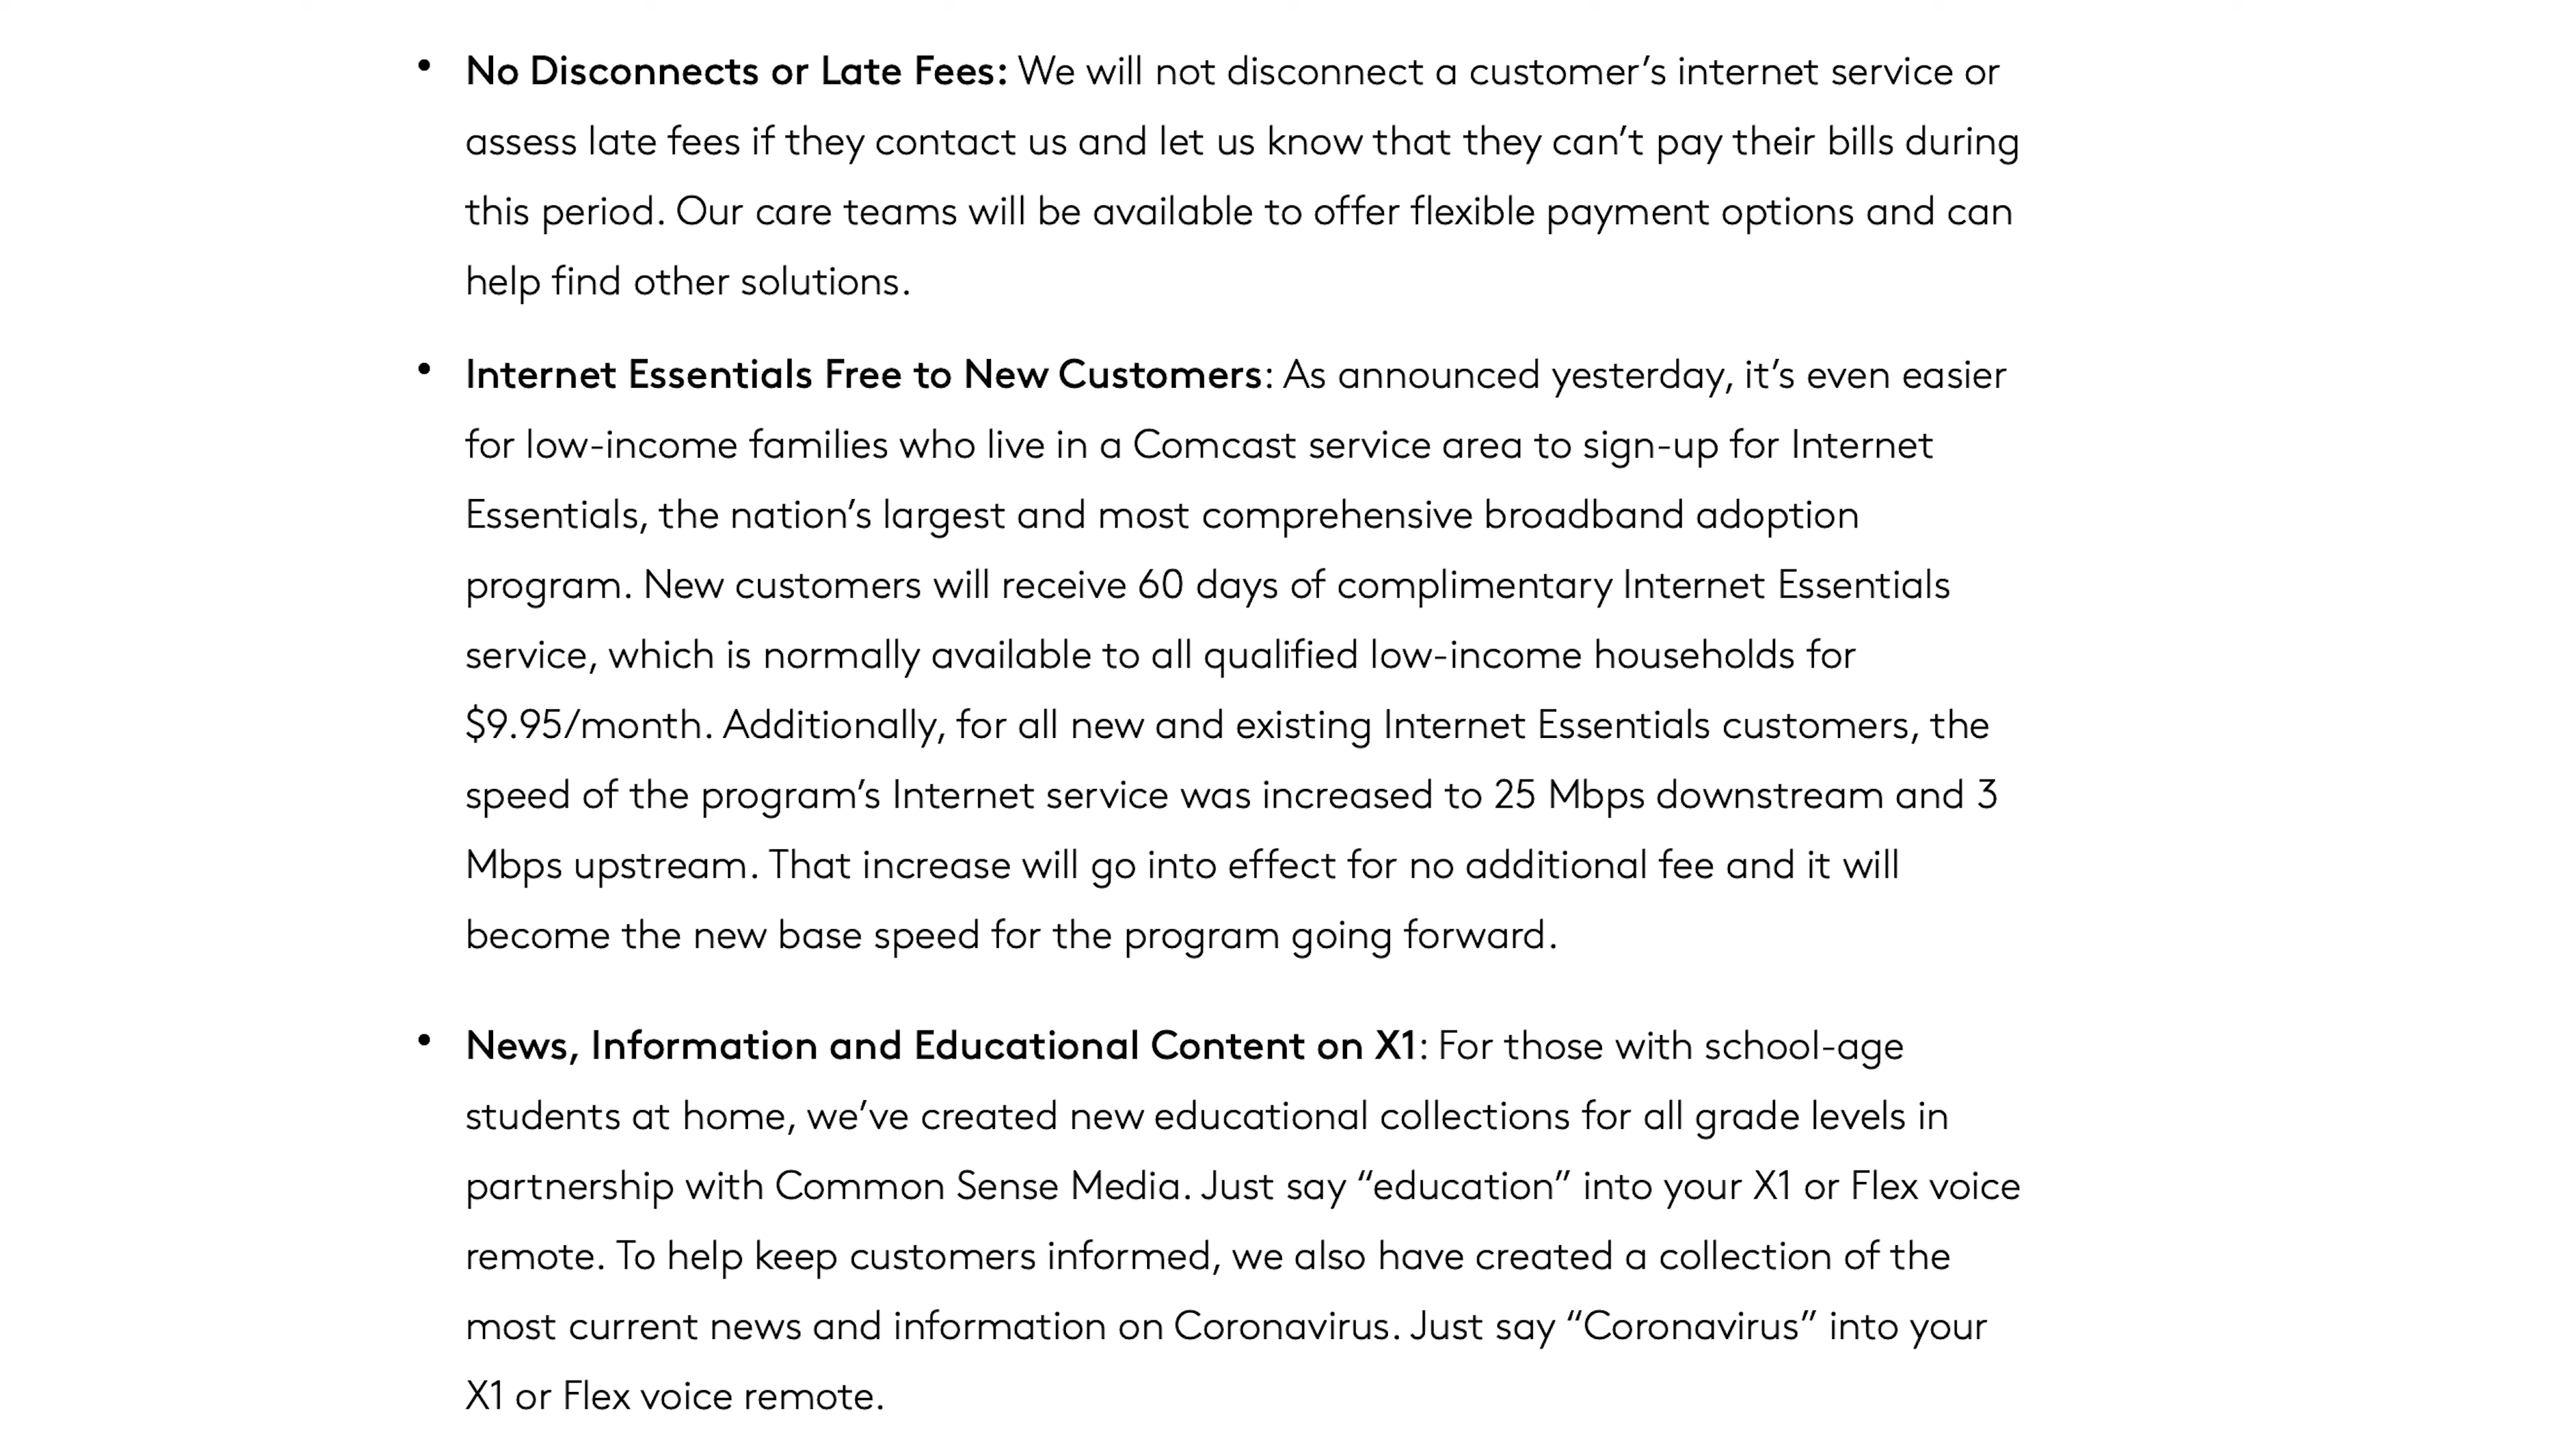 • No Disconnects or Late Fees: We will not disconnect a customer’s internet service or
assess late fees if they contact us and let us know that they can’t pay their bills during
this period. Our care teams will be available to offer flexible payment options and can
help find other solutions.
• Internet Essentials Free to New Customers: As announced yesterday, it’s even easier
for low-income families who live in a Comcast service area to sign-up for Internet
Essentials, the nation’s largest and most comprehensive broadband adoption
program. New customers will receive 60 days of complimentary Internet Essentials
service, which is normally available to all qualified low-income households for
$9.95/month. Additionally, for all new and existing Internet Essentials customers, the
speed of the program’s Internet service was increased to 25 Mbps downstream and 3
Mbps upstream. That increase will go into effect for no additional fee and it will
become the new base speed for the program going forward.
• News, Information and Educational Content on X1: For those with school-age
students at home, we’ve created new educational collections for all grade levels in
partnership with Common Sense Media. Just say “education” into your X1 or Flex voice
remote. To help keep customers informed, we also have created a collection of the
most current news and information on Coronavirus. Just say “Coronavirus” into your
X1 or Flex voice remote.